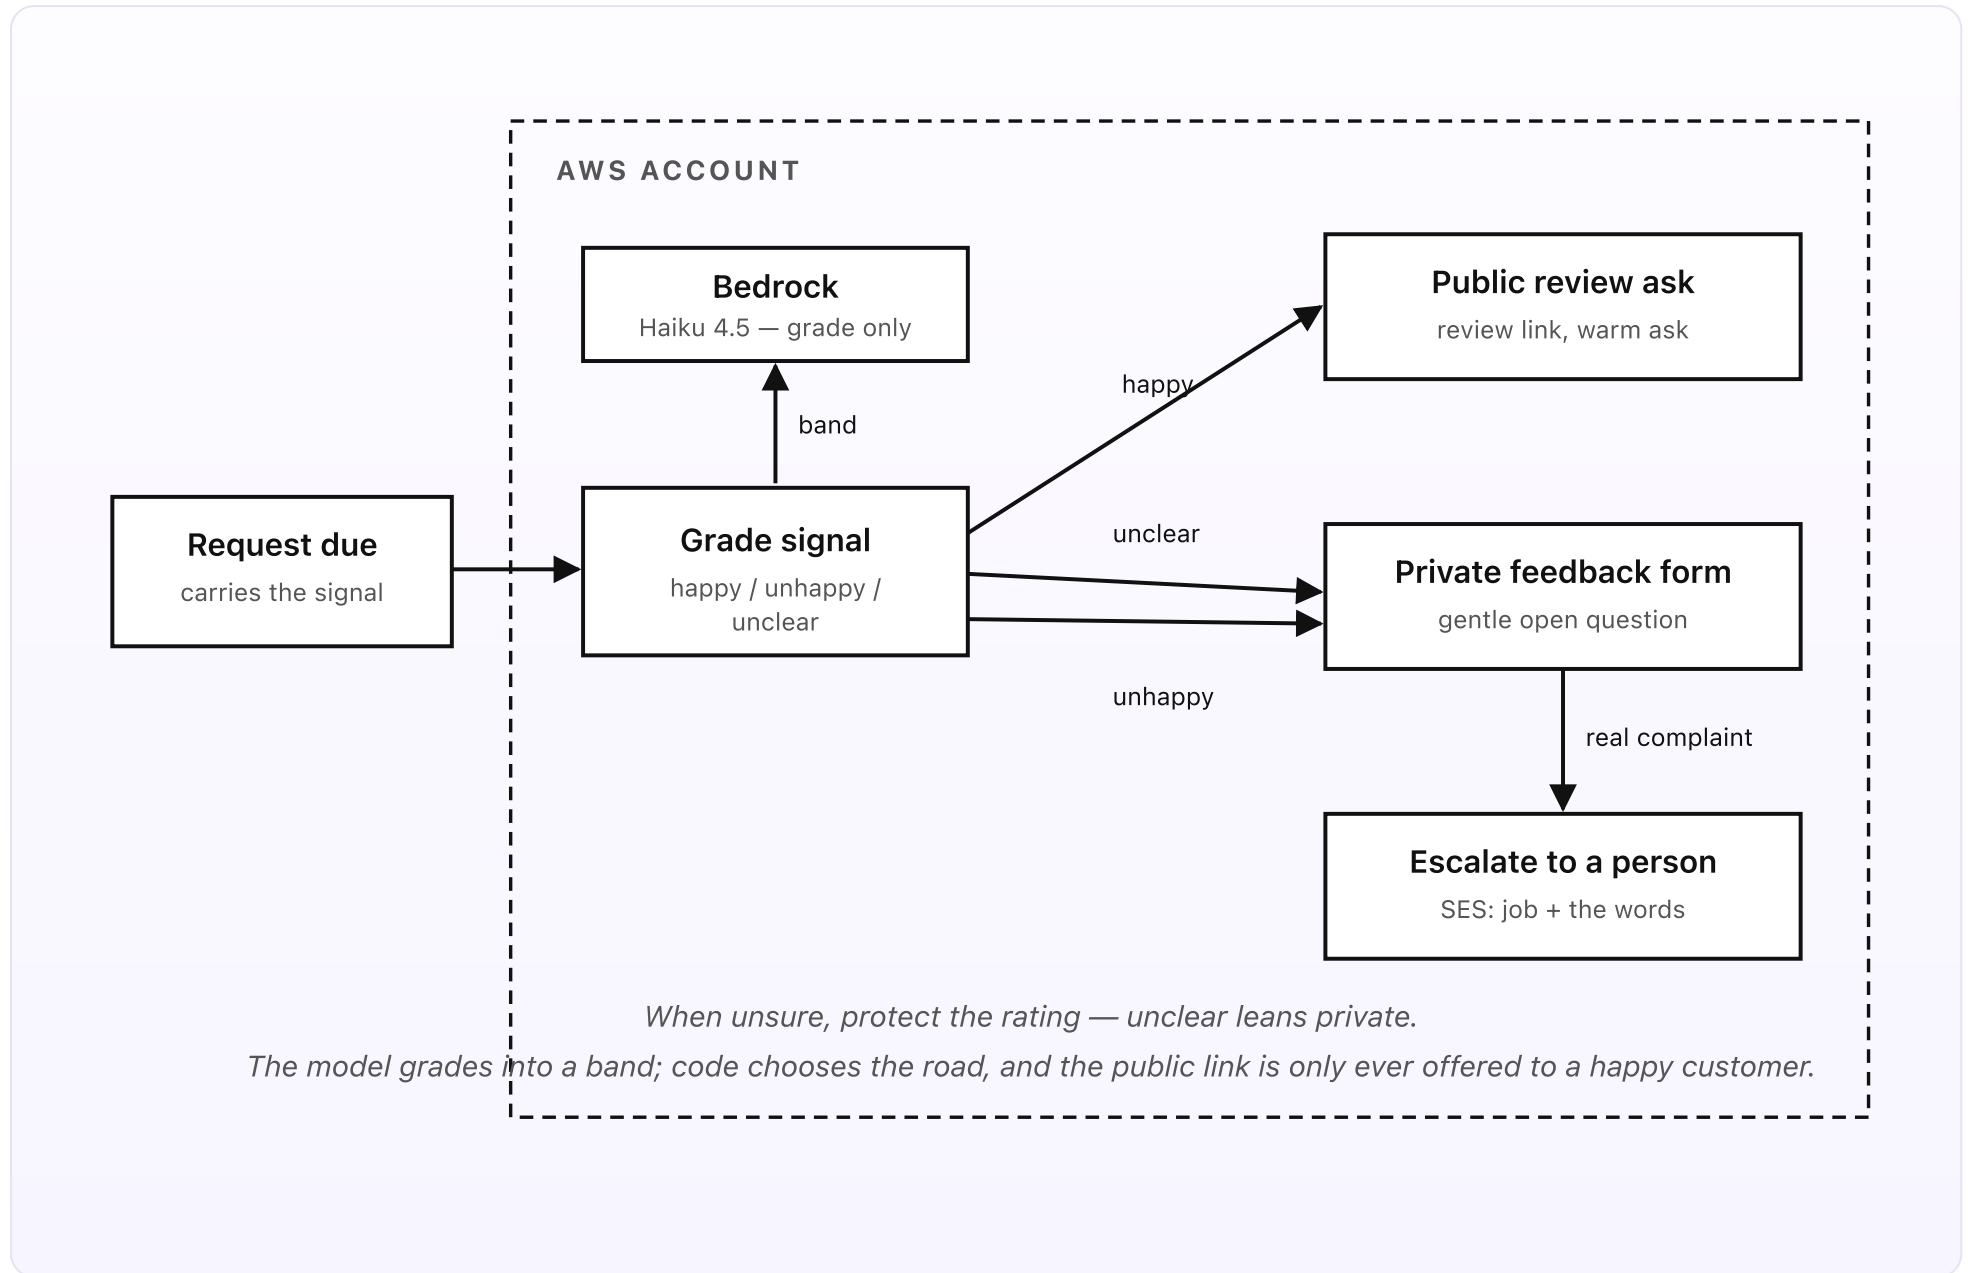 AWS ACCOUNT
Bedrock
Haiku 4.5 — grade only
Public review ask
review link, warm ask
happy
band
Request due
carries the signal
Grade signal
happy / unhappy /
unclear
unclear
Private feedback form
gentle open question
unhappy
real complaint
Escalate to a person
SES: job + the words
When unsure, protect the rating — unclear leans private.
The model grades into a band; code chooses the road, and the public link is only ever offered to a happy customer.